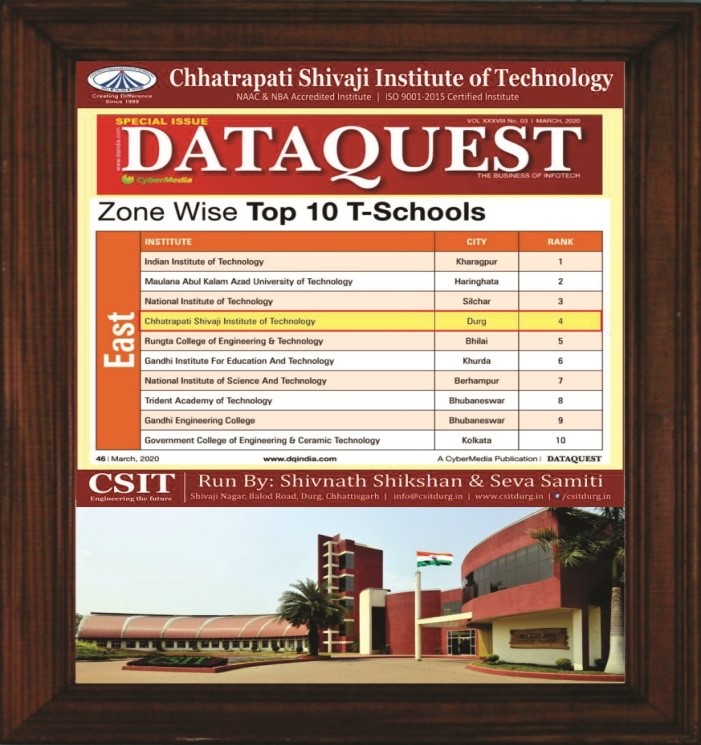 Chhatrapati Shivaji Institute of Technology
Creating Difference
Since 1999
NAAC & NBA Accredited Institute | ISO 9001-2015 Certified Institute
SPECIAL ISSUE
VOL XXXVIII No. 03 | MARCH, 2020
www.dqindia.com
DATAQUEST
CyberMedia
THE BUSINESS OF INFOTECH
Zone Wise Top 10 T-Schools
East
INSTITUTE CITY RANK
Indian Institute of Technology Kharagpur 1
Maulana Abul Kalam Azad University of Technology Haringhata 2
National Institute of Technology Silchar 3
Chhatrapati Shivaji Institute of Technology Durg 4
Rungta College of Engineering & Technology Bhilai 5
Gandhi Institute For Education And Technology Khurda 6
National Institute of Science And Technology Berhampur 7
Trident Academy of Technology Bhubaneswar 8
Gandhi Engineering College Bhubaneswar 9
Government College of Engineering & Ceramic Technology Kolkata 10
46 | March, 2020 www.dqindia.com A CyberMedia Publication | DATAQUEST
CSIT
Engineering the future
Run By: Shivnath Shikshan & Seva Samiti
Shivaji Nagar, Balod Road, Durg, Chhattisgarh | info@csitdurg.in | www.csitdurg.in | f /csitdurg.in